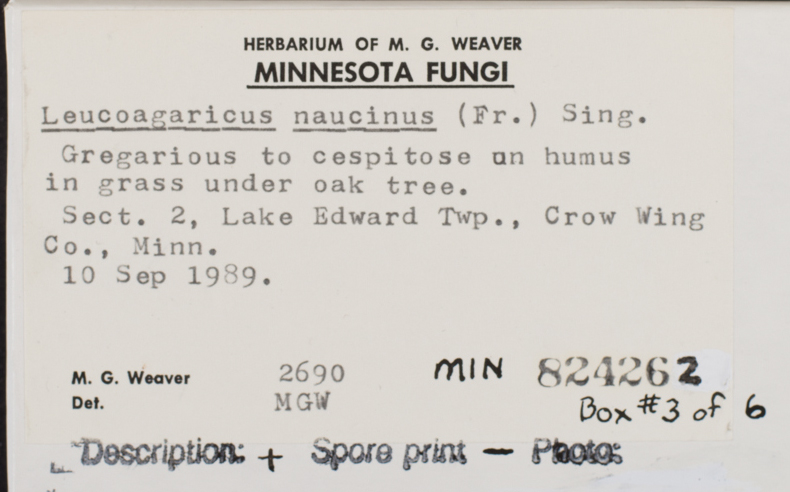 HERBARIUM OF M. G. WEAVER
MINNESOTA FUNGI
Leucoagaricus naucinus (Fr.) Sing.
Gregarious to cespitose on humus
in grass under oak tree.
Sect. 2, Lake Edward Twp., Crow Wing
Co., Minn.
10 Sep 1989.
M. G. Weaver 2690 MIN 824262
Det. MGW Box #3 of 6
Description: + Spore print - Photo: